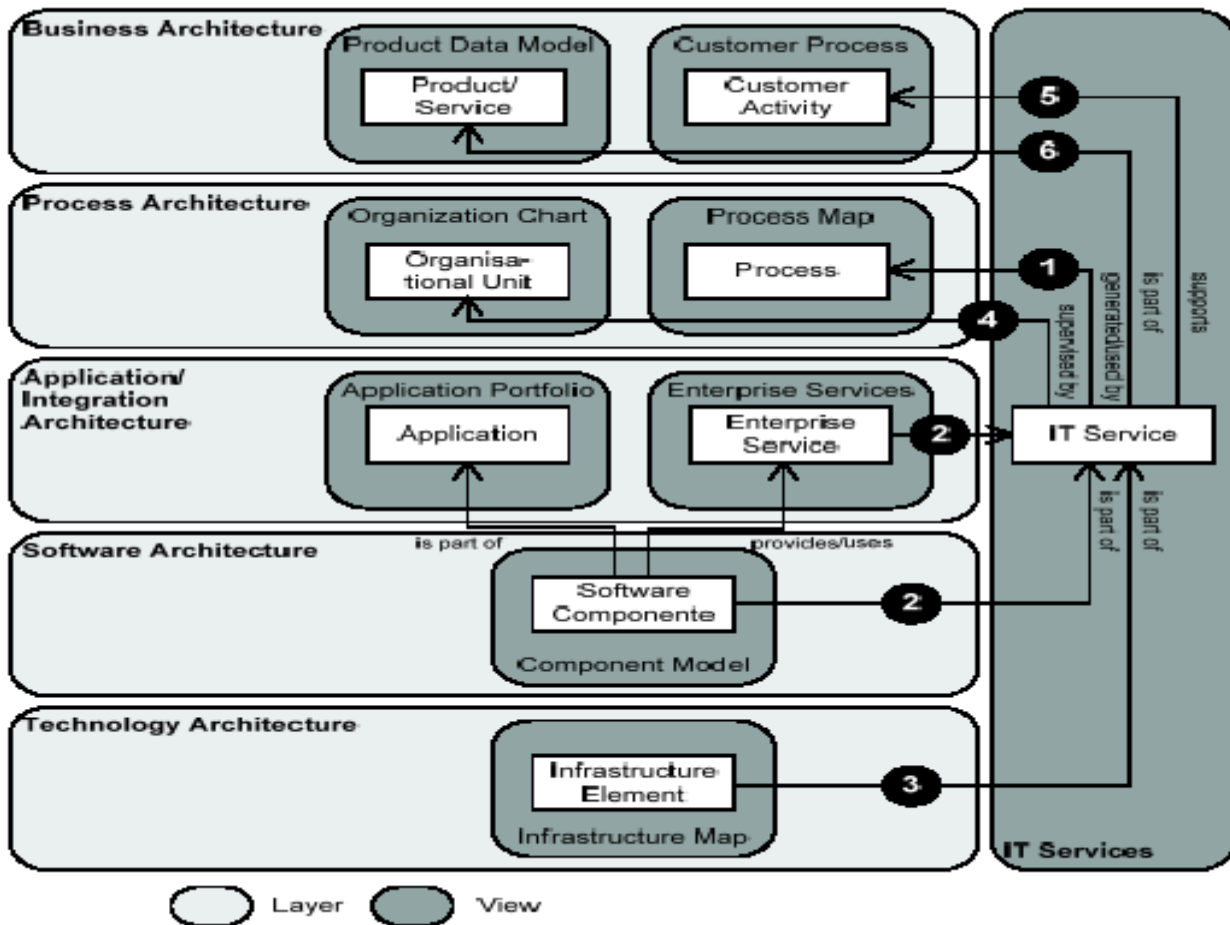 Business Architecture
Product Data Model
Customer Process
Product/
Service
Customer
Activity
5
6
Process Architecture
Organization Chart
Process Map
Organisa-
tional Unit
Process
1
4
supervised by
generated/used by
is part of
supports
Application/
Integration
Architecture
Application Portfolio
Enterprise Services
Application
Enterprise
Service
2
IT Service
is part of
is part of
is part of
provides/uses
Software Architecture
Software
Componente
2
Component Model
Technology Architecture
Infrastructure
Element
3
Infrastructure Map
IT Services
Layer
View